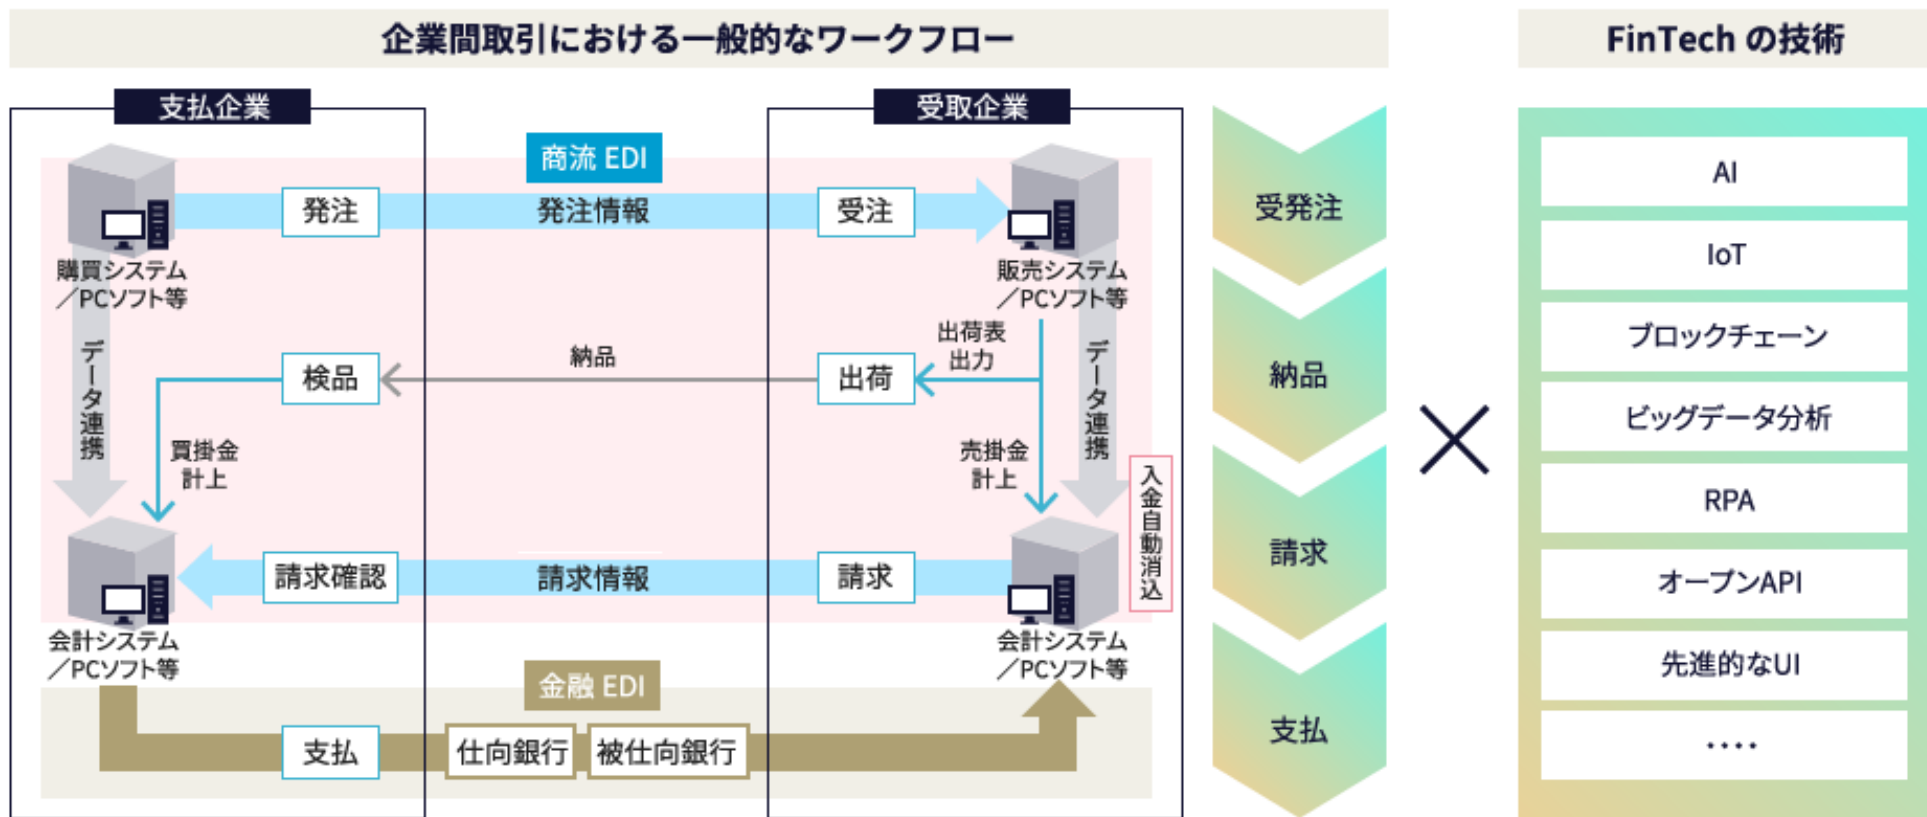 企業間取引における一般的なワークフロー
FinTech の技術
支払企業
受取企業
商流 EDI
発注
発注情報
受注
購買システム
／PCソフト等
販売システム
／PCソフト等
データ連携
検品
納品
出荷
出荷表
出力
データ連携
買掛金
計上
売掛金
計上
入金自動消込
請求確認
請求情報
請求
会計システム
／PCソフト等
会計システム
／PCソフト等
金融 EDI
支払
仕向銀行
被仕向銀行
受発注
納品
請求
支払
AI
IoT
ブロックチェーン
ビッグデータ分析
RPA
オープンAPI
先進的なUI
････